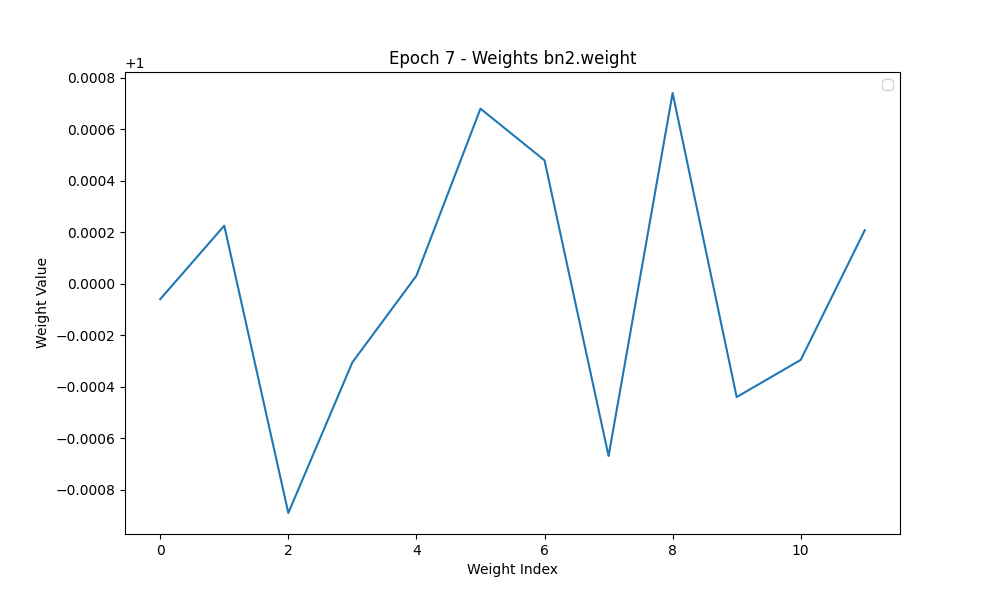 Epoch 7 - Weights bn2.weight
+1
0.0008
0.0006
0.0004
0.0002
0.0000
−0.0002
−0.0004
−0.0006
−0.0008
Weight Value
0 2 4 6 8 10
Weight Index